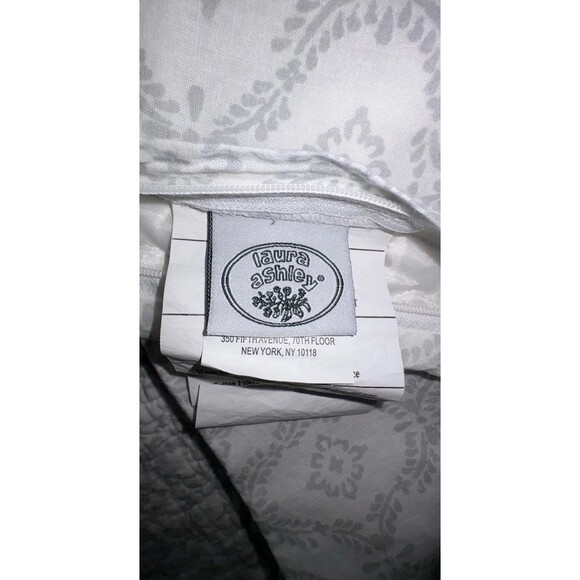 laura
ashley®
350 FIFTH AVENUE, 70TH FLOOR
NEW YORK, NY 10118